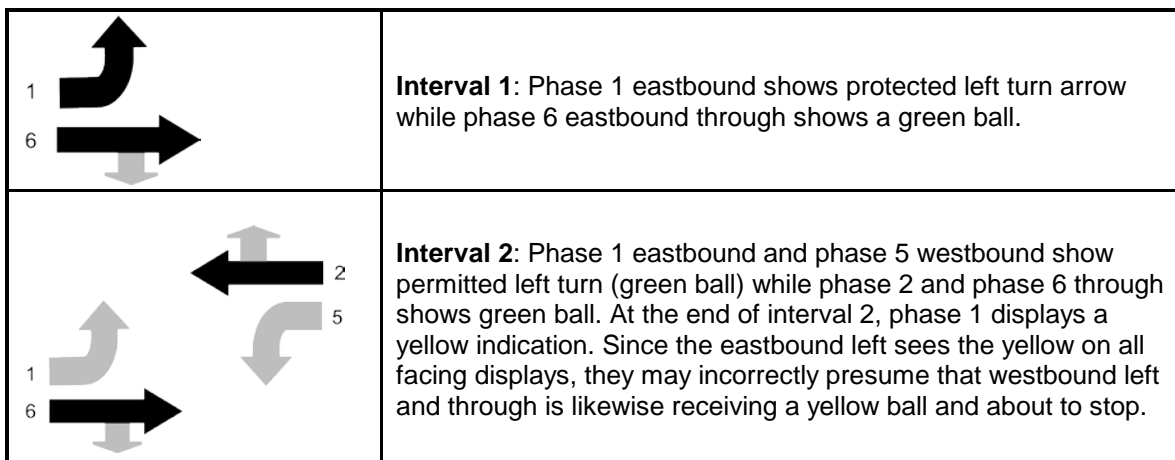 1
6
Interval 1: Phase 1 eastbound shows protected left turn arrow
while phase 6 eastbound through shows a green ball.
2
5
1
6
Interval 2: Phase 1 eastbound and phase 5 westbound show
permitted left turn (green ball) while phase 2 and phase 6 through
shows green ball. At the end of interval 2, phase 1 displays a
yellow indication. Since the eastbound left sees the yellow on all
facing displays, they may incorrectly presume that westbound left
and through is likewise receiving a yellow ball and about to stop.